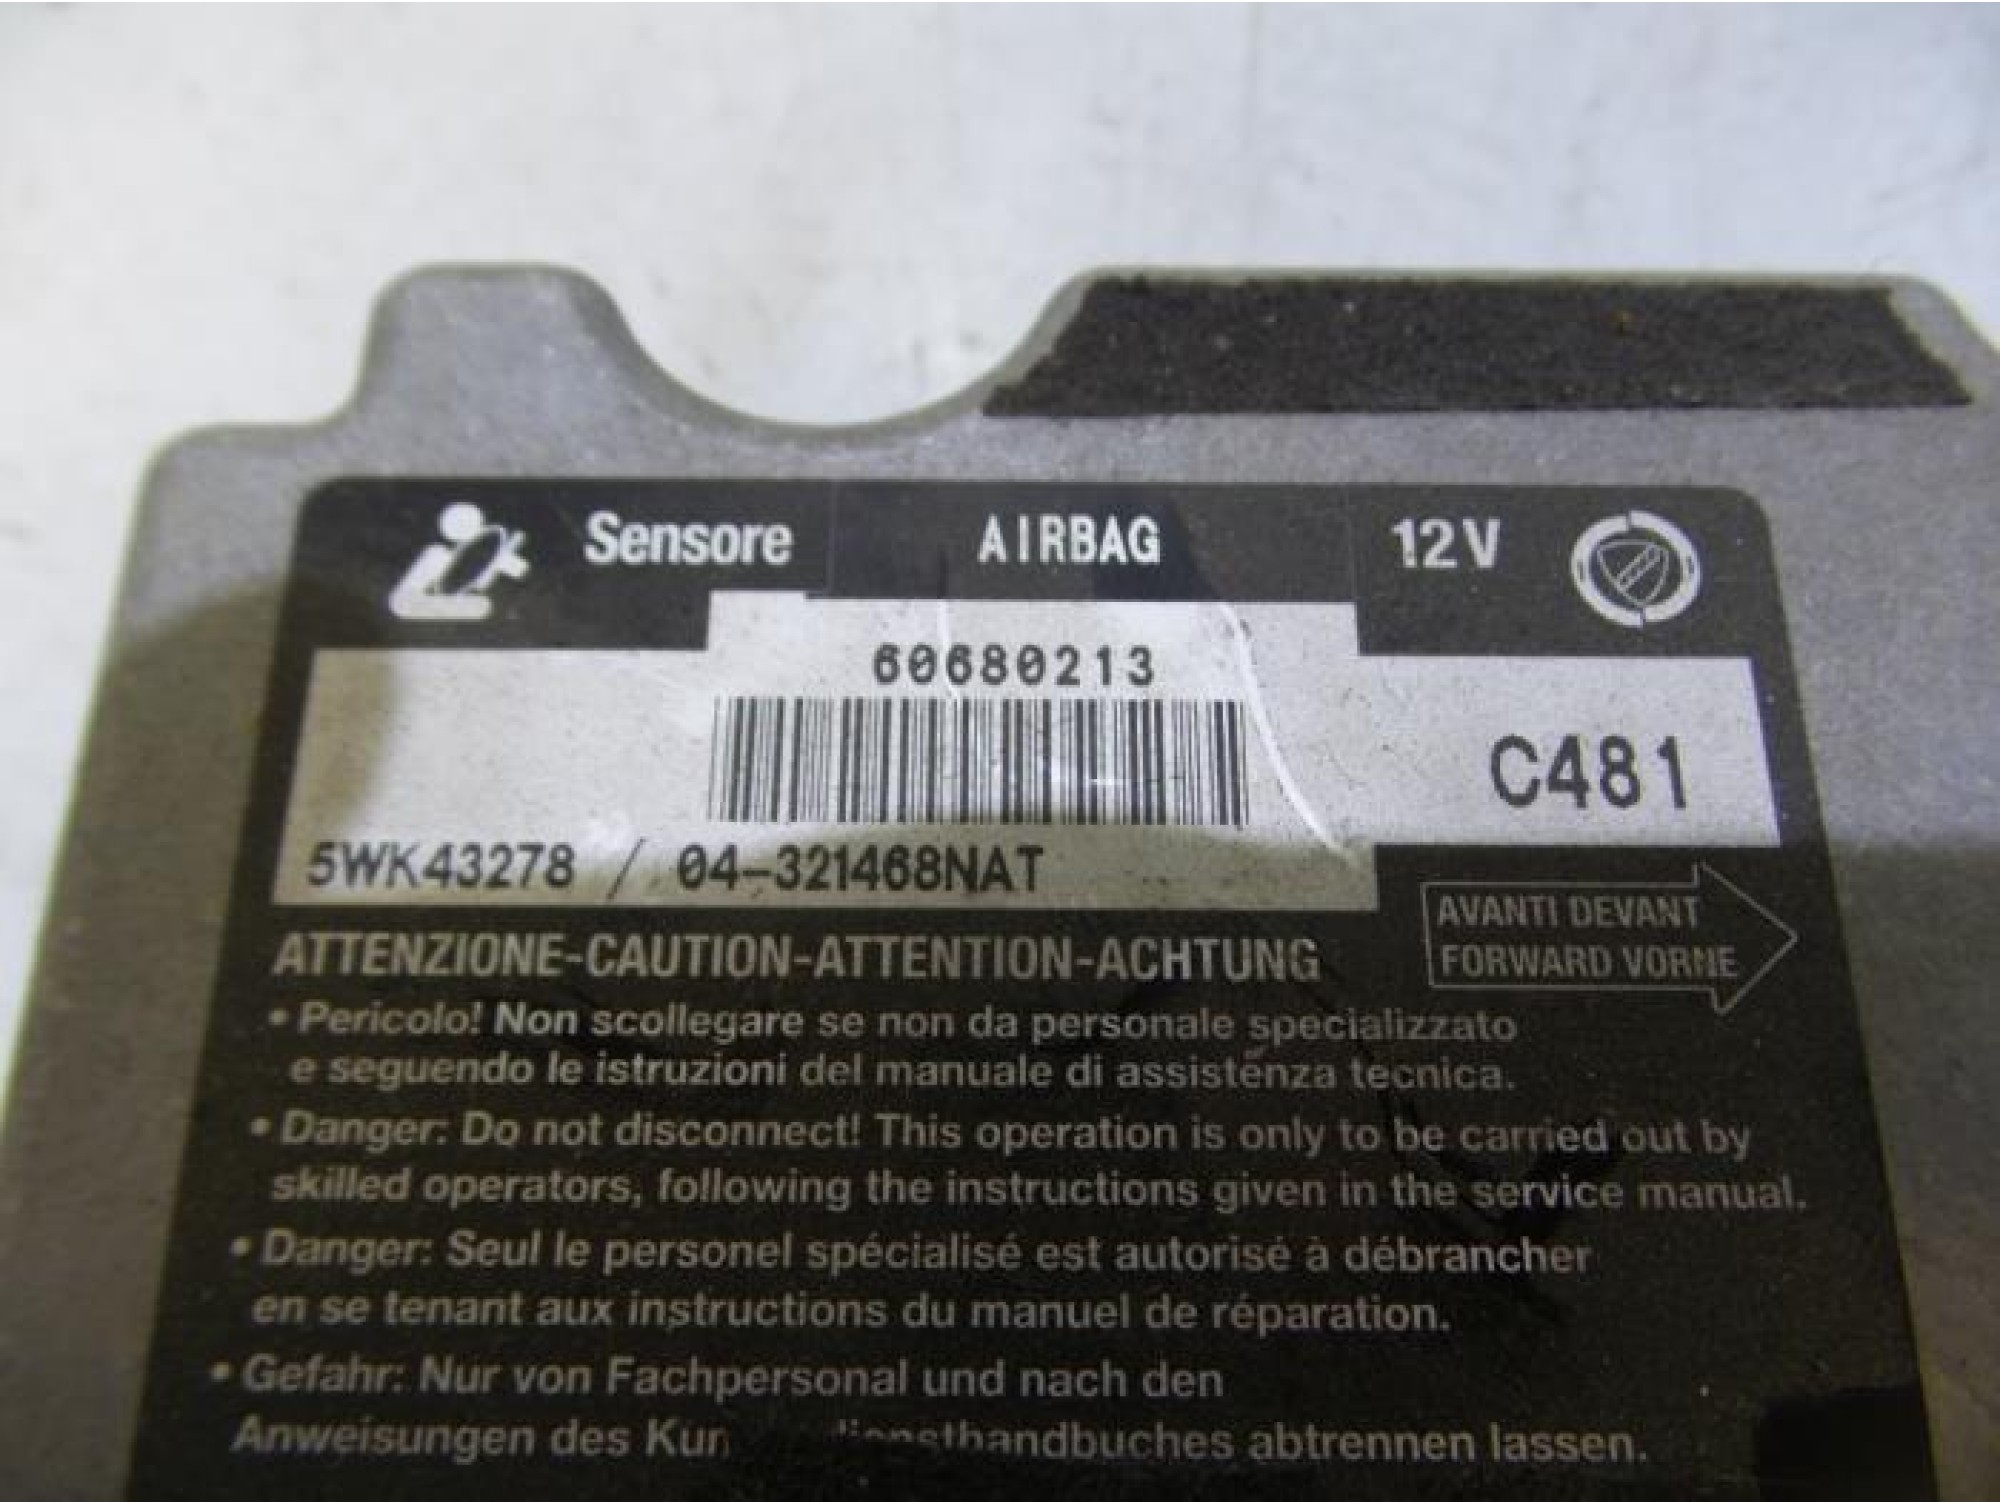 Sensore AIRBAG 12V
60680213
C481
5WK43278 / 04-321468NAT
AVANTI DEVANT
FORWARD VORNE
ATTENZIONE-CAUTION-ATTENTION-ACHTUNG
• Pericolo! Non scollegare se non da personale specializzato
e seguendo le istruzioni del manuale di assistenza tecnica.
• Danger: Do not disconnect! This operation is only to be carried out by
skilled operators, following the instructions given in the service manual.
• Danger: Seul le personel spécialisé est autorisé à débrancher
en se tenant aux instructions du manuel de réparation.
• Gefahr: Nur von Fachpersonal und nach den
Anweisungen des abtrennen lassen.